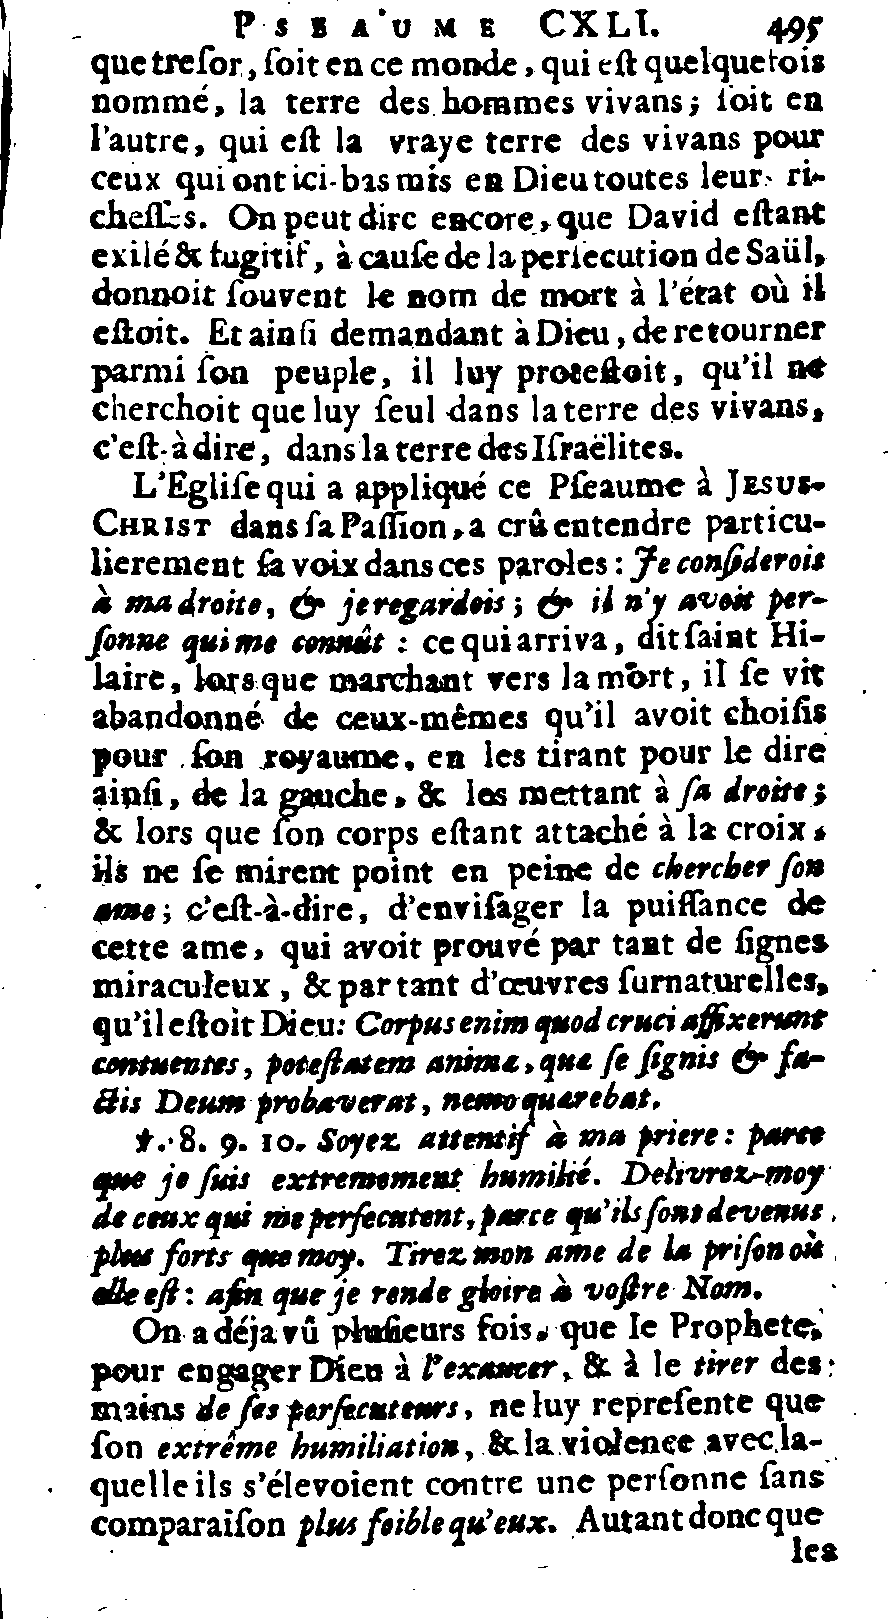 PSEAUME CXLI. 495
que treſor, ſoit en ce monde, qui eſt quelquefois
nommé, la terre des hommes vivans; ſoit en
l'autre, qui eſt la vraye terre des vivans pour
ceux qui ont ici-bas mis en Dieu toutes leur ri-
cheſſes. On peut dire encore, que David eſtant
exilé & fugitif, à cauſe de la perſecution de Saül,
donnoit ſouvent le nom de mort à l'état où il
eſtoit. Et ainſi demandant à Dieu, de retourner
parmi ſon peuple, il luy proteſtoit, qu'il ne
cherchoit que luy ſeul dans la terre des vivans,
c'eſt-à dire, dans la terre des Iſraëlites.
L'Egliſe qui a appliqué ce Pſeaume à JESUS-
CHRIST dans ſa Paſſion, a crû entendre particu-
lierement ſa voix dans ces paroles: Je conſiderois
à ma droite, & je regardois; & il n'y avoit per-
ſonne qui me connût : ce qui arriva, dit ſaint Hi-
laire, lorsque marchant vers la mort, il ſe vit
abandonné de ceux-mêmes qu'il avoit choiſis
pour ſon royaume, en les tirant pour le dire
ainſi, de la gauche, & les mettant à ſa droite;
& lors que ſon corps eſtant attaché à la croix,
ils ne ſe mirent point en peine de chercher ſon
ame; c'eſt-à-dire, d'enviſager la puiſſance de
cette ame, qui avoit prouvé par tant de ſignes
miraculeux, & par tant d'œuvres ſurnaturelles,
qu'il eſtoit Dieu: Corpus enim quod cruci affixerunt
contuentes, poteſtatem animæ, quæ ſe ſignis & fa-
ctis Deum probaverat, nemo quærebat.
℣. 8. 9. 10. Soyez attentif à ma priere: parce
que je ſuis extremement humilié. Delivrez-moy
de ceux qui me perſecutent, parce qu'ils ſont devenus
plus forts que moy. Tirez mon ame de la priſon où
elle eſt: afin que je rende gloire à voſtre Nom.
On a déja vû pluſieurs fois, que le Prophete,
pour engager Dieu à l'exaucer, & à le tirer des
mains de ſes perſecuteurs, ne luy repreſente que
ſon extrême humiliation, & la violence avec la-
quelle ils s'élevoient contre une perſonne ſans
comparaiſon plus foible qu'eux. Autant donc que
les